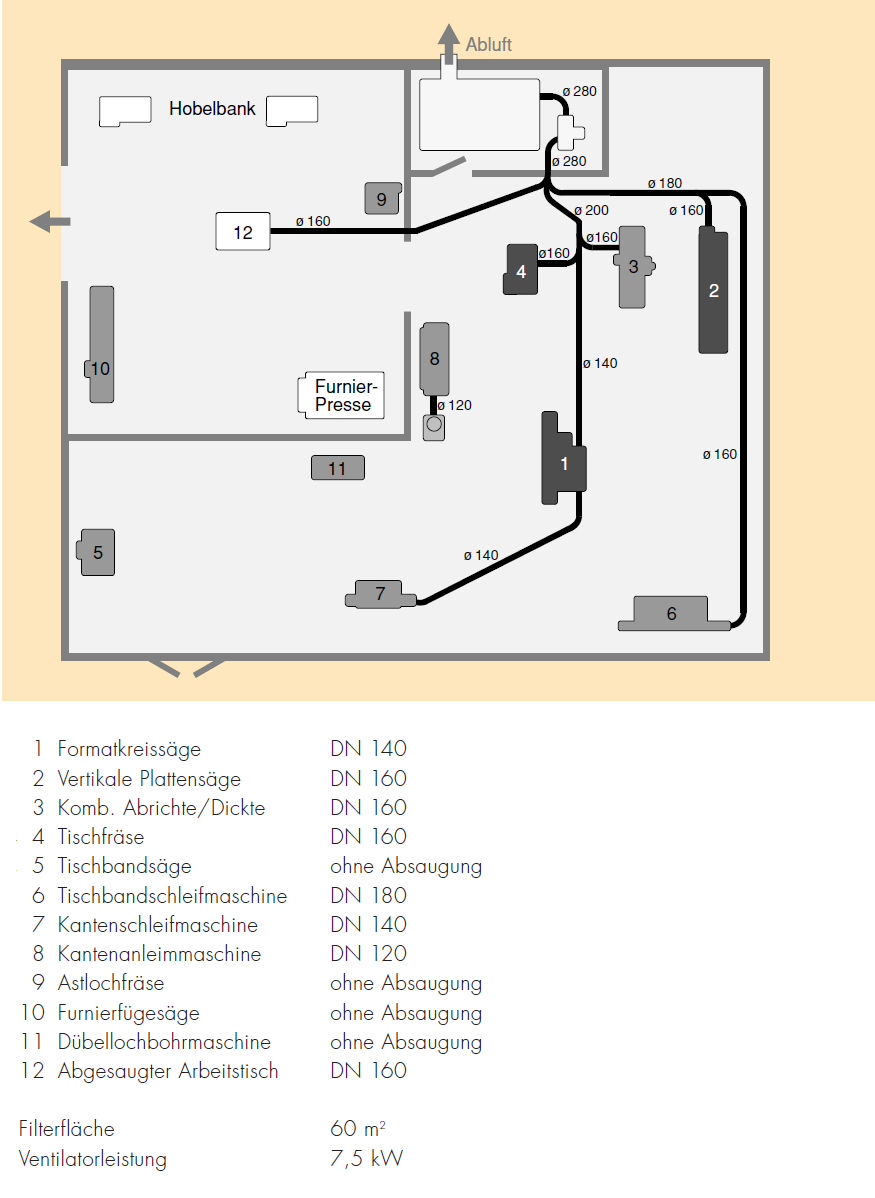 Abluft
ø 280
Hobelbank
ø 280
ø 180
9
ø 160
ø 200
ø 160
12
ø160
ø160
4
3
2
10
8
ø 140
Furnier-
Presse
ø 120
1
ø 160
11
5
ø 140
7
6
1 Formatkreissäge DN 140
2 Vertikale Plattensäge DN 160
3 Komb. Abrichte/Dickte DN 160
4 Tischfräse DN 160
5 Tischbandsäge ohne Absaugung
6 Tischbandschleifmaschine DN 180
7 Kantenschleifmaschine DN 140
8 Kantenanleimmaschine DN 120
9 Astlochfräse ohne Absaugung
10 Furnierfügesäge ohne Absaugung
11 Dübellochbohrmaschine ohne Absaugung
12 Abgesaugter Arbeitstisch DN 160
Filterfläche 60 m²
Ventilatorleistung 7,5 kW